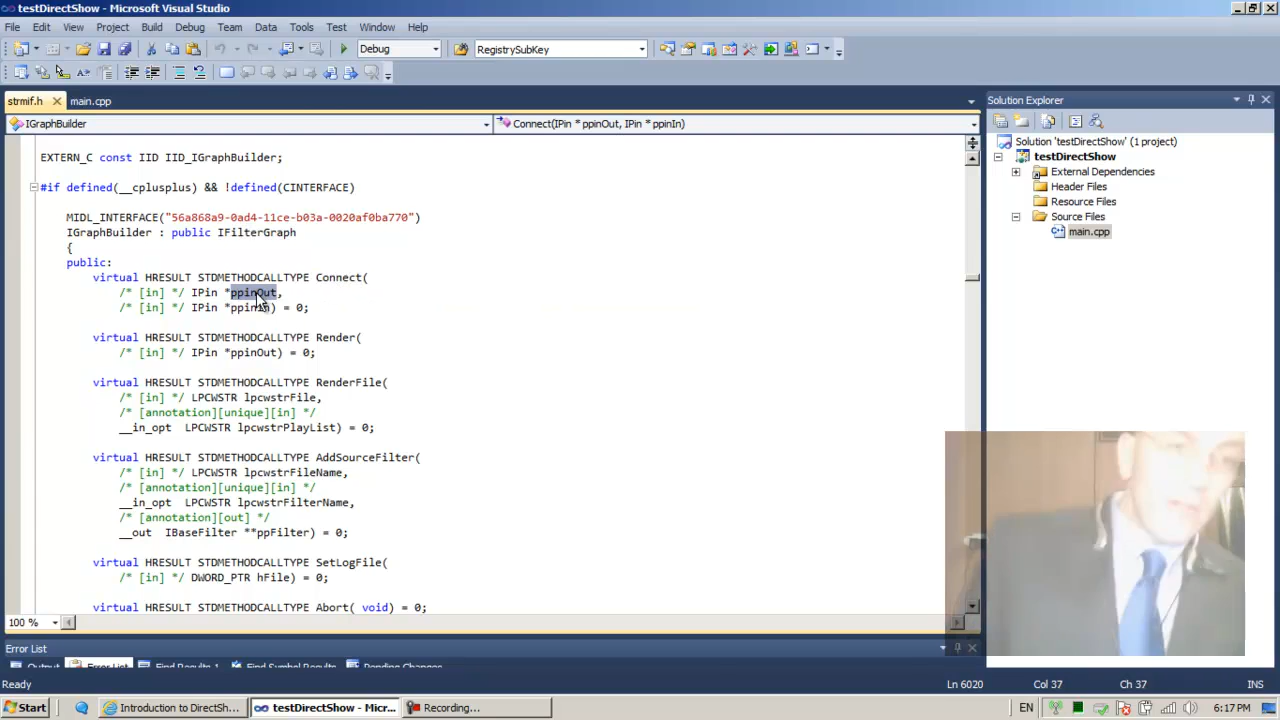 testDirectShow - Microsoft Visual Studio
File Edit View Project Build Debug Team Data Tools Test Window Help
Debug RegistrySubKey
strmif.h main.cpp
IGraphBuilder Connect(IPin * ppinOut, IPin * ppinIn)
EXTERN_C const IID IID_IGraphBuilder;
#if defined(__cplusplus) && !defined(CINTERFACE)
MIDL_INTERFACE("56a868a9-0ad4-11ce-b03a-0020af0ba770")
IGraphBuilder : public IFilterGraph
{
public:
virtual HRESULT STDMETHODCALLTYPE Connect(
/* [in] */ IPin *ppinOut,
/* [in] */ IPin *ppinIn) = 0;
virtual HRESULT STDMETHODCALLTYPE Render(
/* [in] */ IPin *ppinOut) = 0;
virtual HRESULT STDMETHODCALLTYPE RenderFile(
/* [in] */ LPCWSTR lpcwstrFile,
/* [annotation][unique][in] */
__in_opt LPCWSTR lpcwstrPlayList) = 0;
virtual HRESULT STDMETHODCALLTYPE AddSourceFilter(
/* [in] */ LPCWSTR lpcwstrFileName,
/* [annotation][unique][in] */
__in_opt LPCWSTR lpcwstrFilterName,
/* [annotation][out] */
__out IBaseFilter **ppFilter) = 0;
virtual HRESULT STDMETHODCALLTYPE SetLogFile(
/* [in] */ DWORD_PTR hFile) = 0;
virtual HRESULT STDMETHODCALLTYPE Abort( void) = 0;
100 %
Solution Explorer
Solution 'testDirectShow' (1 project)
testDirectShow
External Dependencies
Header Files
Resource Files
Source Files
main.cpp
Error List
Output Error List Find Results 1 Find Symbol Results Pending Changes
Ready Ln 6020 Col 37 Ch 37 INS
Start Introduction to DirectSh... testDirectShow - Micr... Recording... EN 6:17 PM